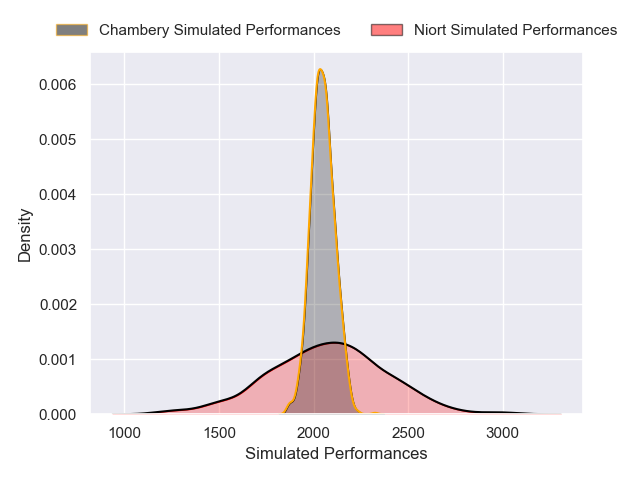 Chambery Simulated Performances
Niort Simulated Performances
0.006
0.005
0.004
0.003
0.002
0.001
0.000
Density
1000 1500 2000 2500 3000
Simulated Performances